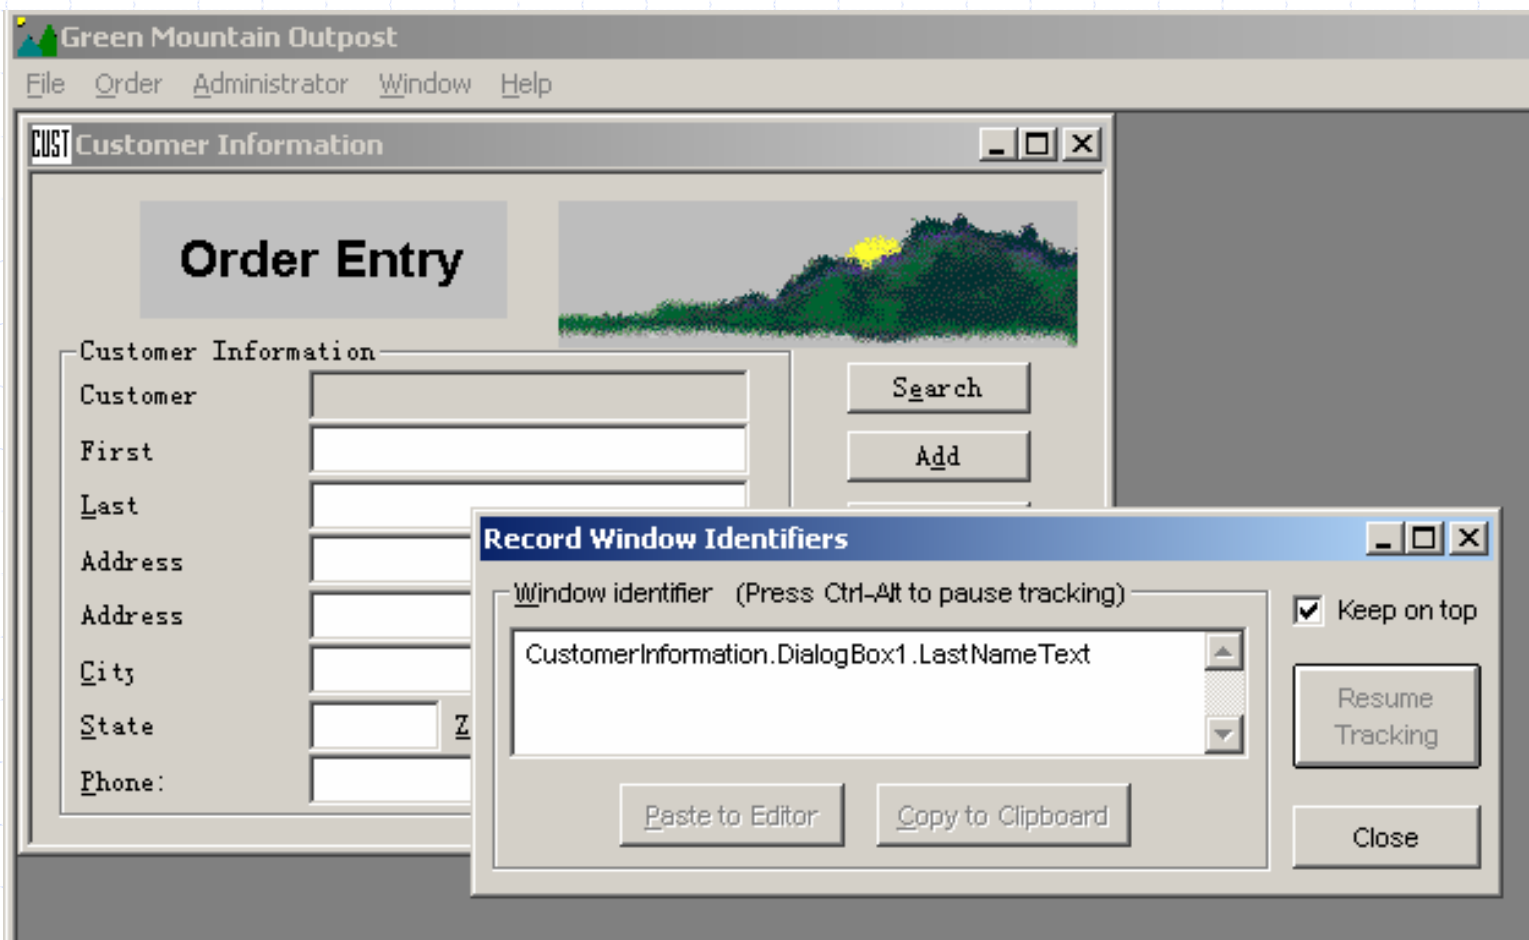 Green Mountain Outpost
File Order Administrator Window Help
CUST Customer Information
Order Entry
Customer Information
Customer
First
Last
Address
Address
City
State Z
Phone:
Search
Add
Record Window Identifiers
Window identifier (Press Ctrl-Alt to pause tracking)
CustomerInformation.DialogBox1.LastNameText
Paste to Editor Copy to Clipboard
Keep on top
Resume
Tracking
Close